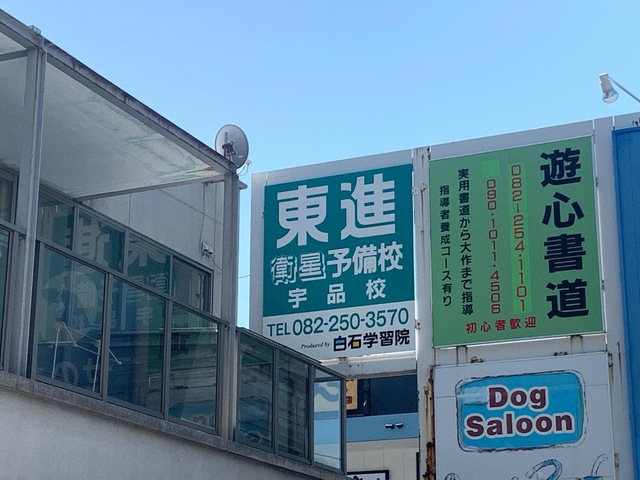 東進
衛星予備校
宇品校
TEL 082-250-3570
Produced by 白石学習院
遊心書道
082-254-1101
090-1011-4506
実用書道から大作まで指導
指導者養成コース有り
初心者歓迎
Dog
Saloon